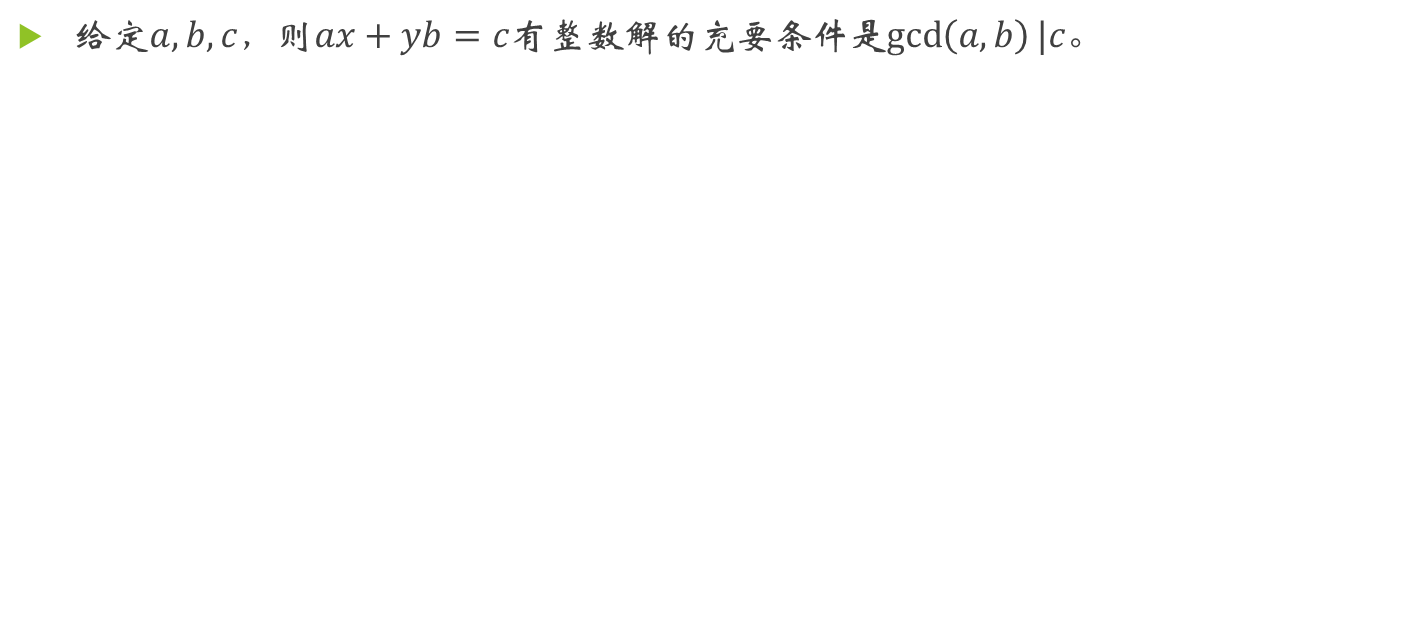 给定a, b, c，则ax + yb = c有整数解的充要条件是gcd(a, b) |c。